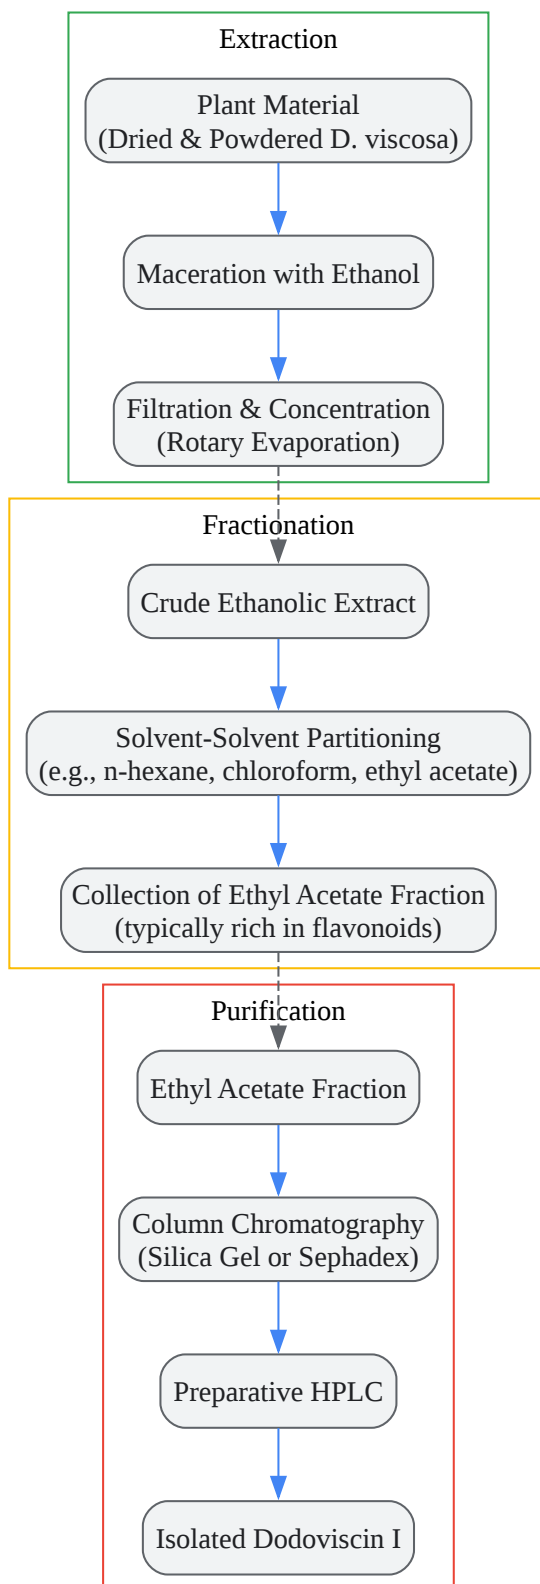 Extraction
Plant Material
(Dried & Powdered D. viscosa)
Maceration with Ethanol
Filtration & Concentration
(Rotary Evaporation)
Fractionation
Crude Ethanolic Extract
Solvent-Solvent Partitioning
(e.g., n-hexane, chloroform, ethyl acetate)
Collection of Ethyl Acetate Fraction
(typically rich in flavonoids)
Purification
Ethyl Acetate Fraction
Column Chromatography
(Silica Gel or Sephadex)
Preparative HPLC
Isolated Dodoviscin I